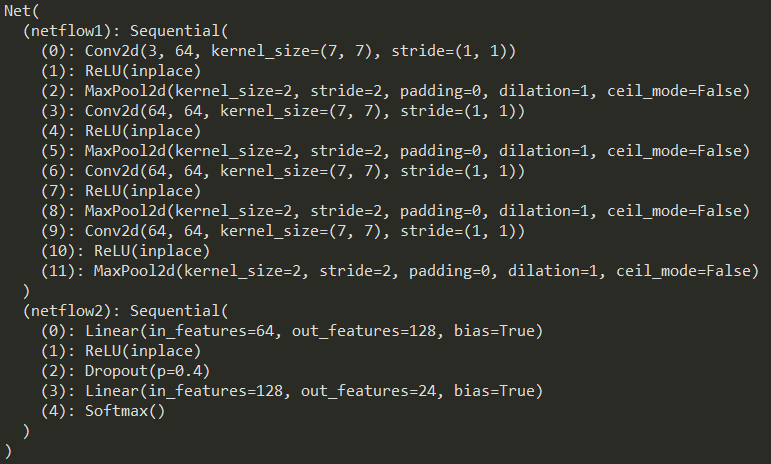 Net(
  (netflow1): Sequential(
    (0): Conv2d(3, 64, kernel_size=(7, 7), stride=(1, 1))
    (1): ReLU(inplace)
    (2): MaxPool2d(kernel_size=2, stride=2, padding=0, dilation=1, ceil_mode=False)
    (3): Conv2d(64, 64, kernel_size=(7, 7), stride=(1, 1))
    (4): ReLU(inplace)
    (5): MaxPool2d(kernel_size=2, stride=2, padding=0, dilation=1, ceil_mode=False)
    (6): Conv2d(64, 64, kernel_size=(7, 7), stride=(1, 1))
    (7): ReLU(inplace)
    (8): MaxPool2d(kernel_size=2, stride=2, padding=0, dilation=1, ceil_mode=False)
    (9): Conv2d(64, 64, kernel_size=(7, 7), stride=(1, 1))
    (10): ReLU(inplace)
    (11): MaxPool2d(kernel_size=2, stride=2, padding=0, dilation=1, ceil_mode=False)
  )
  (netflow2): Sequential(
    (0): Linear(in_features=64, out_features=128, bias=True)
    (1): ReLU(inplace)
    (2): Dropout(p=0.4)
    (3): Linear(in_features=128, out_features=24, bias=True)
    (4): Softmax()
  )
)